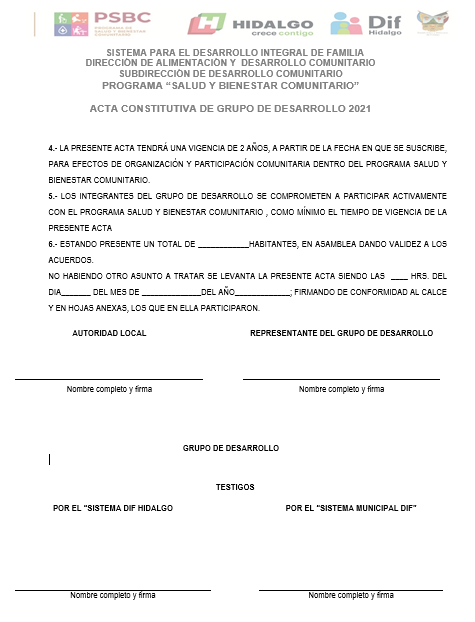 PSBC
PROGRAMA DE
SALUD Y BIENESTAR
COMUNITARIO
HIDALGO
crece contigo
Dif
Hidalgo
SISTEMA PARA EL DESARROLLO INTEGRAL DE FAMILIA
DIRECCIÓN DE ALIMENTACIÓN Y DESARROLLO COMUNITARIO
SUBDIRECCIÓN DE DESARROLLO COMUNITARIO
PROGRAMA “SALUD Y BIENESTAR COMUNITARIO”
ACTA CONSTITUTIVA DE GRUPO DE DESARROLLO 2021
4.- LA PRESENTE ACTA TENDRÁ UNA VIGENCIA DE 2 AÑOS, A PARTIR DE LA FECHA EN QUE SE SUSCRIBE,
PARA EFECTOS DE ORGANIZACIÓN Y PARTICIPACIÓN COMUNITARIA DENTRO DEL PROGRAMA SALUD Y
BIENESTAR COMUNITARIO.
5.- LOS INTEGRANTES DEL GRUPO DE DESARROLLO SE COMPROMETEN A PARTICIPAR ACTIVAMENTE
CON EL PROGRAMA SALUD Y BIENESTAR COMUNITARIO , COMO MÍNIMO EL TIEMPO DE VIGENCIA DE LA
PRESENTE ACTA
6.- ESTANDO PRESENTE UN TOTAL DE ____________HABITANTES, EN ASAMBLEA DANDO VALIDEZ A LOS
ACUERDOS.
NO HABIENDO OTRO ASUNTO A TRATAR SE LEVANTA LA PRESENTE ACTA SIENDO LAS ____ HRS. DEL
DIA_______ DEL MES DE ______________DEL AÑO_____________; FIRMANDO DE CONFORMIDAD AL CALCE
Y EN HOJAS ANEXAS, LOS QUE EN ELLA PARTICIPARON.
AUTORIDAD LOCAL REPRESENTANTE DEL GRUPO DE DESARROLLO
Nombre completo y firma Nombre completo y firma
GRUPO DE DESARROLLO
TESTIGOS
POR EL "SISTEMA DIF HIDALGO POR EL "SISTEMA MUNICIPAL DIF"
Nombre completo y firma Nombre completo y firma